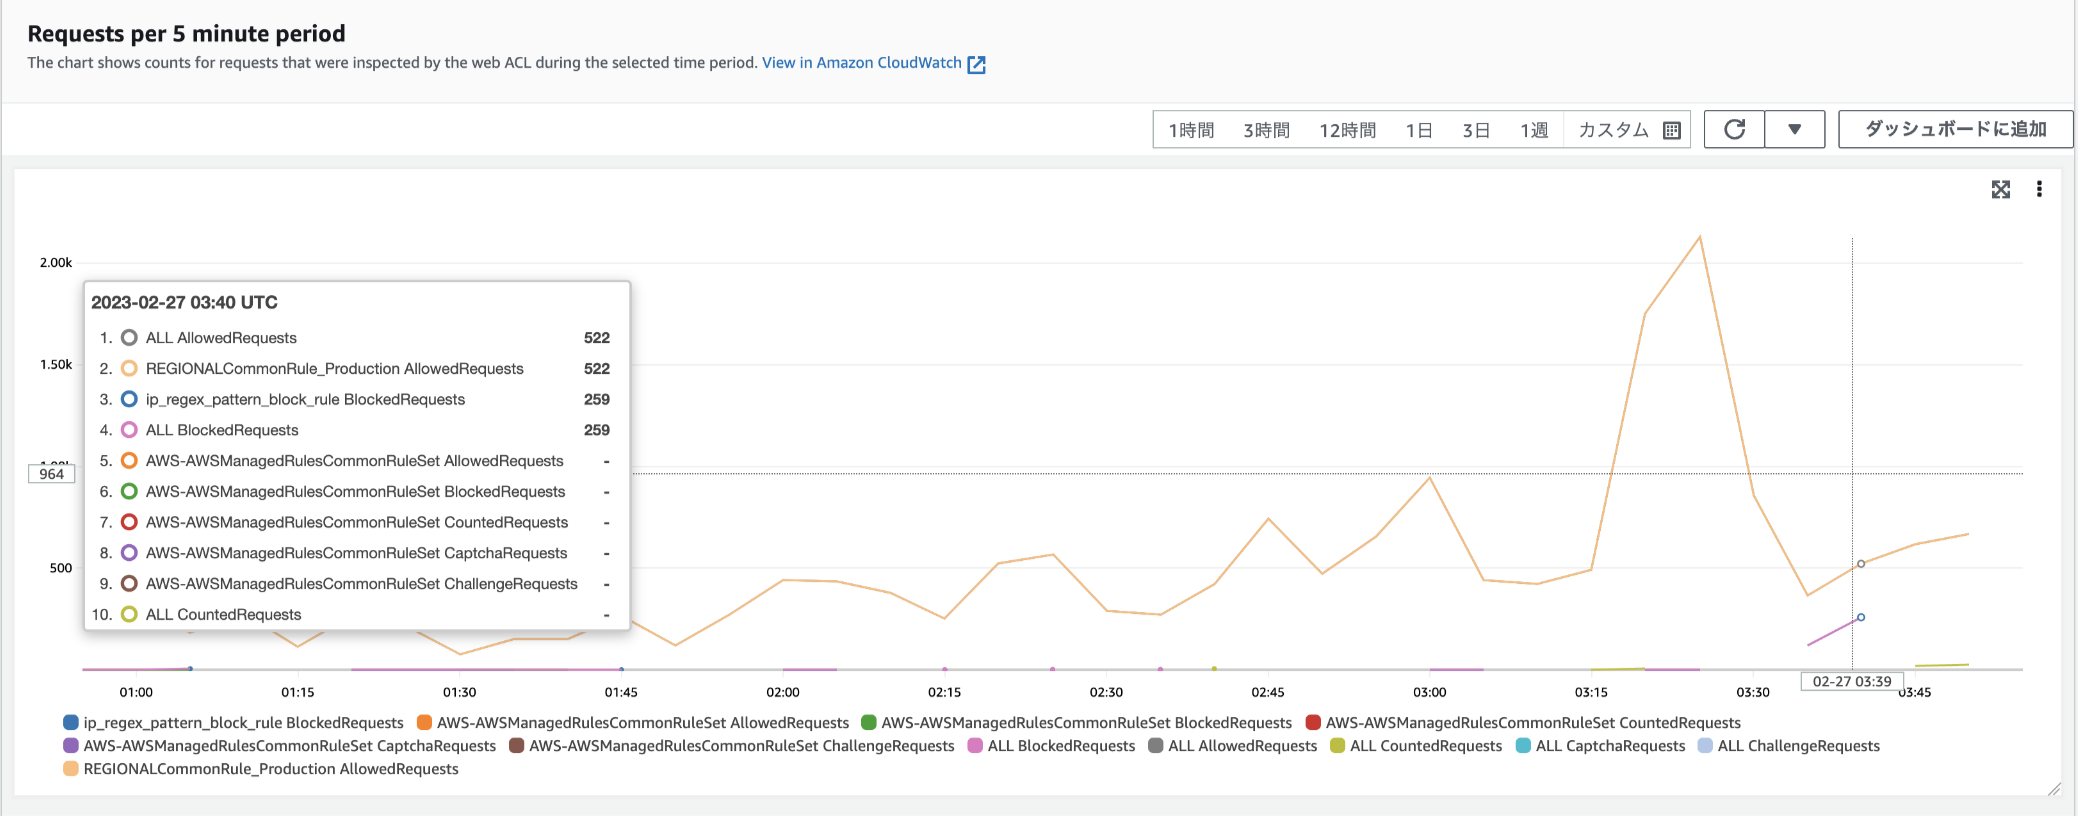 Requests per 5 minute period
The chart shows counts for requests that were inspected by the web ACL during the selected time period. View in Amazon CloudWatch
1時間 3時間 12時間 1日 3日 1週 カスタム ダッシュボードに追加
2.00k
1.50k
964
500
2023-02-27 03:40 UTC
1. ALL AllowedRequests 522
2. REGIONALCommonRule_Production AllowedRequests 522
3. ip_regex_pattern_block_rule BlockedRequests 259
4. ALL BlockedRequests 259
5. AWS-AWSManagedRulesCommonRuleSet AllowedRequests -
6. AWS-AWSManagedRulesCommonRuleSet BlockedRequests -
7. AWS-AWSManagedRulesCommonRuleSet CountedRequests -
8. AWS-AWSManagedRulesCommonRuleSet CaptchaRequests -
9. AWS-AWSManagedRulesCommonRuleSet ChallengeRequests -
10. ALL CountedRequests -
02-27 03:39
01:00 01:15 01:30 01:45 02:00 02:15 02:30 02:45 03:00 03:15 03:30 03:45
ip_regex_pattern_block_rule BlockedRequests AWS-AWSManagedRulesCommonRuleSet AllowedRequests AWS-AWSManagedRulesCommonRuleSet BlockedRequests AWS-AWSManagedRulesCommonRuleSet CountedRequests
AWS-AWSManagedRulesCommonRuleSet CaptchaRequests AWS-AWSManagedRulesCommonRuleSet ChallengeRequests ALL BlockedRequests ALL AllowedRequests ALL CountedRequests ALL CaptchaRequests ALL ChallengeRequests
REGIONALCommonRule_Production AllowedRequests